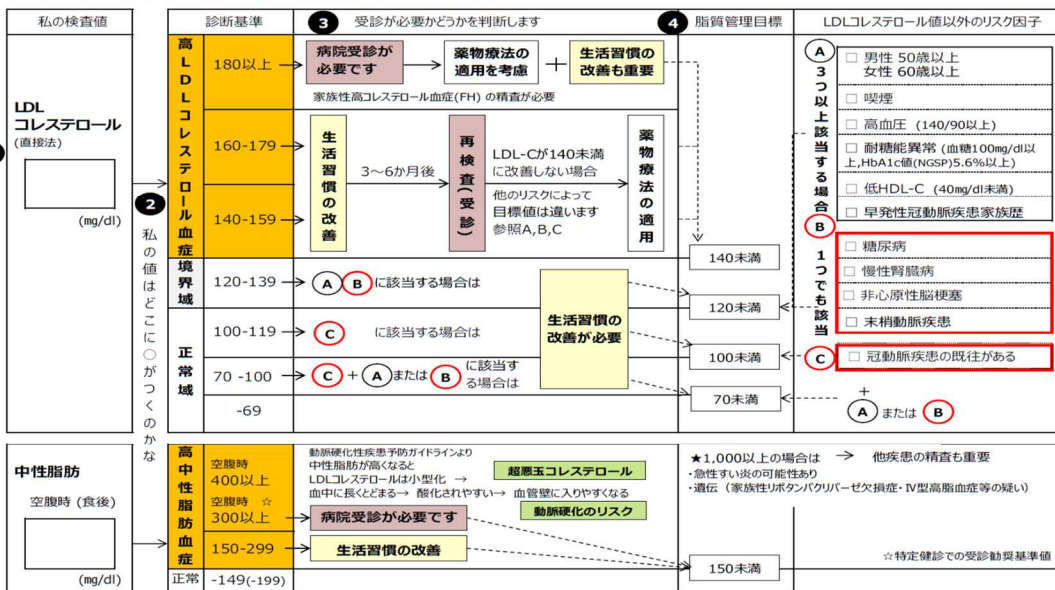 私の検査値
診断基準
❸ 受診が必要かどうかを判断します
❹ 脂質管理目標
LDLコレステロール値以外のリスク因子
LDL
コレステロール
(直接法)
(mg/dl)
❷
私の値はどこに○がつくのかな
高LDLコレステロール血症
180以上
病院受診が
必要です
薬物療法の
適用を考慮
＋
生活習慣の
改善も重要
家族性高コレステロール血症(FH) の精査が必要
160-179
140-159
生活習慣の改善
3～6か月後
再検査(受診)
LDL-Cが140未満
に改善しない場合
他のリスクによって
目標値は違います
参照A,B,C
薬物療法の適用
境界域
120-139
A B に該当する場合は
正常域
100-119
C に該当する場合は
70 -100
C + A または B に該当す
る場合は
-69
生活習慣の
改善が必要
140未満
120未満
100未満
70未満
A
3つ以上該当する場合
□ 男性 50歳以上
女性 60歳以上
□ 喫煙
□ 高血圧 (140/90以上)
□ 耐糖能異常 (血糖100mg/dl以
上,HbA1c値(NGSP)5.6%以上)
□ 低HDL-C (40mg/dl未満)
□ 早発性冠動脈疾患家族歴
B
1つでも該当
□ 糖尿病
□ 慢性腎臓病
□ 非心原性脳梗塞
□ 末梢動脈疾患
C
□ 冠動脈疾患の既往がある
+
A または B
中性脂肪
空腹時 (食後)
(mg/dl)
高中性脂肪血症
空腹時
400以上
空腹時 ☆
300以上
150-299
正常
-149(-199)
動脈硬化性疾患予防ガイドラインより
中性脂肪が高くなると
LDLコレステロールは小型化 →
超悪玉コレステロール
→ 血中に長くとどまる→ 酸化されやすい→ 血管壁に入りやすくなる
動脈硬化のリスク
病院受診が必要です
生活習慣の改善
150未満
★1,000以上の場合は → 他疾患の精査も重要
・急性すい炎の可能性あり
・遺伝（家族性リポタンパクリパーゼ欠損症・Ⅳ型高脂血症等の疑い）
☆特定健診での受診勧奨基準値